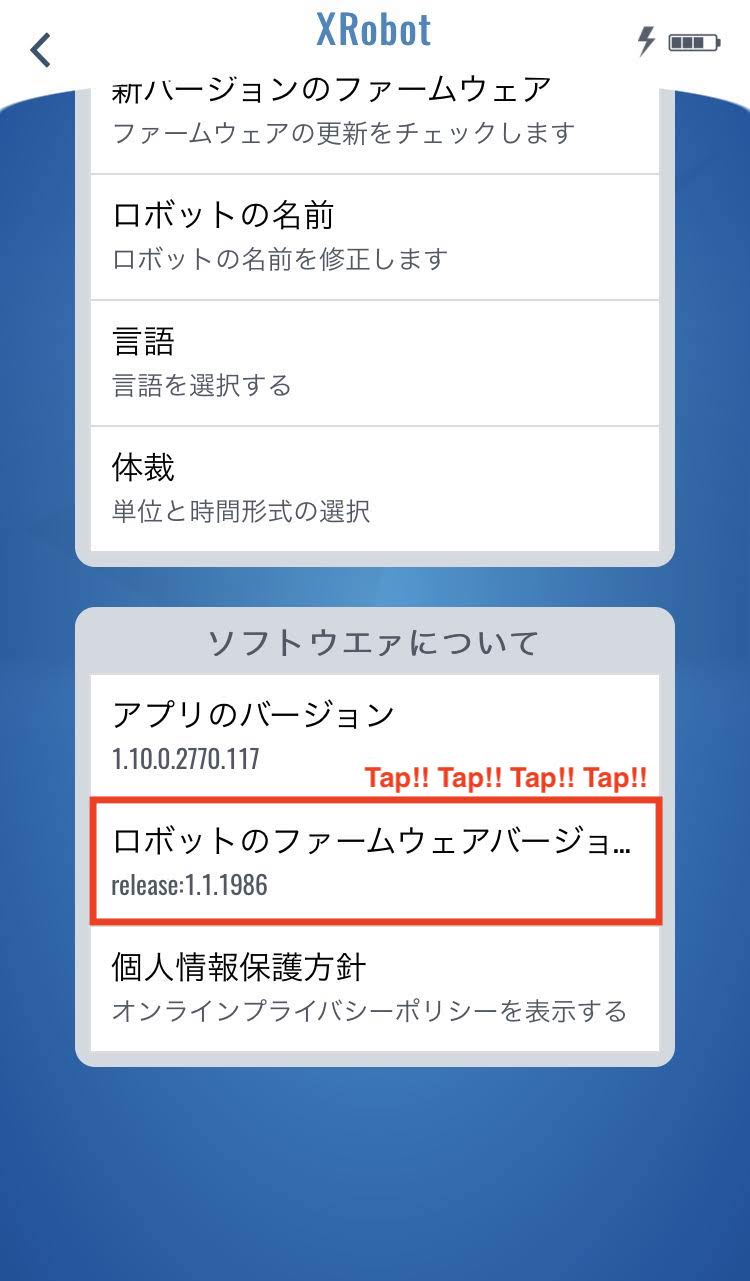 XRobot
新バージョンのファームウェア
ファームウェアの更新をチェックします
ロボットの名前
ロボットの名前を修正します
言語
言語を選択する
体裁
単位と時間形式の選択
ソフトウエァについて
アプリのバージョン
1.10.0.2770.117
Tap!! Tap!! Tap!! Tap!!
ロボットのファームウェアバージョ...
release:1.1.1986
個人情報保護方針
オンラインプライバシーポリシーを表示する